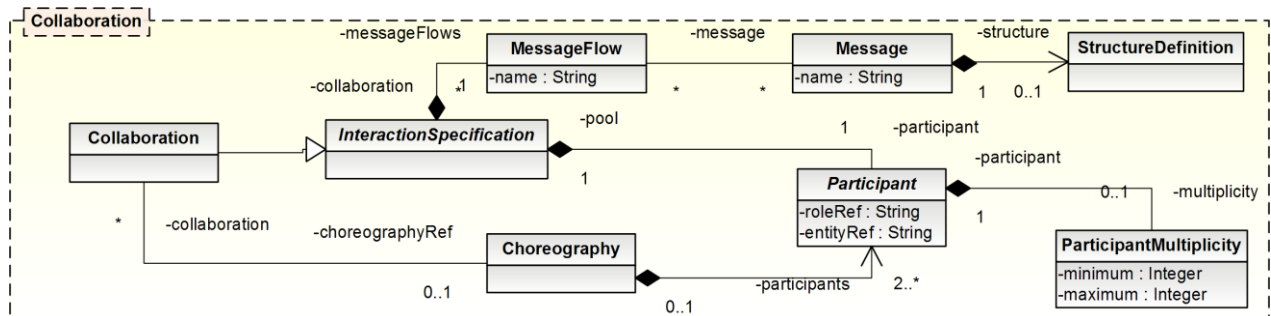 Collaboration
-messageFlows
MessageFlow
-name : String
-message
Message
-name : String
-structure
StructureDefinition
-collaboration
1
*
*
*
1
0..1
Collaboration
InteractionSpecification
-pool
1
-participant
-participant
1
Participant
-roleRef : String
-entityRef : String
0..1
-multiplicity
1
*
-collaboration
-choreographyRef
Choreography
ParticipantMultiplicity
-minimum : Integer
-maximum : Integer
0..1
0..1
-participants
2..*